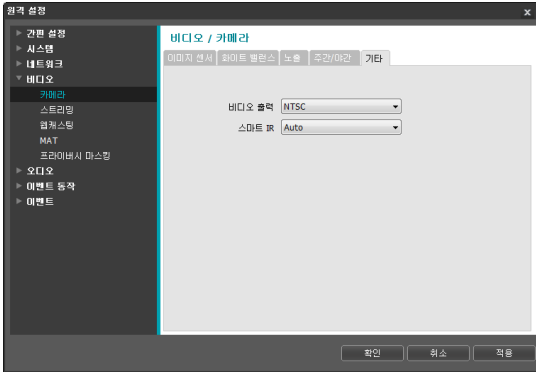 원격 설정
x
간편 설정
시스템
네트워크
비디오
카메라
스트리밍
웹캐스팅
MAT
프라이버시 마스킹
오디오
이벤트 동작
이벤트
비디오 / 카메라
이미지 센서 화이트 밸런스 노출 주간/야간 기타
비디오 출력 NTSC
스마트 IR Auto
확인 취소 적용